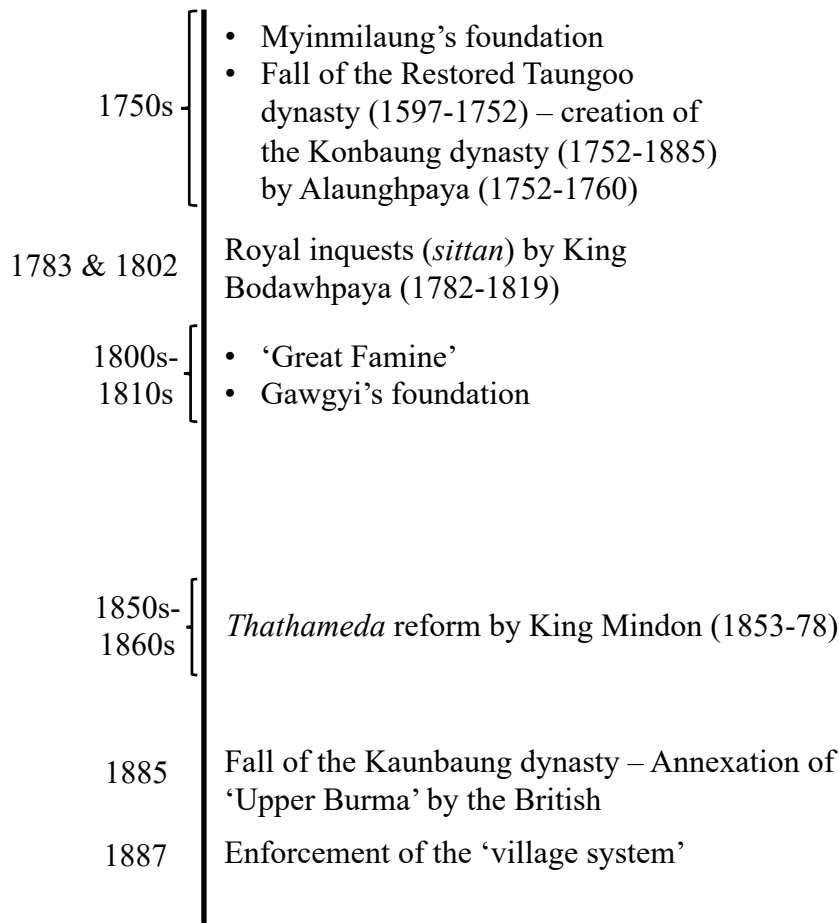 1750s
• Myinmilaung’s foundation
• Fall of the Restored Taungoo
dynasty (1597-1752) – creation of
the Konbaung dynasty (1752-1885)
by Alaunghpaya (1752-1760)
1783 & 1802
Royal inquests (sittan) by King
Bodawhpaya (1782-1819)
1800s-
1810s
• ‘Great Famine’
• Gawgyi’s foundation
1850s-
1860s
Thathameda reform by King Mindon (1853-78)
1885
Fall of the Kaunbaung dynasty – Annexation of
‘Upper Burma’ by the British
1887
Enforcement of the ‘village system’